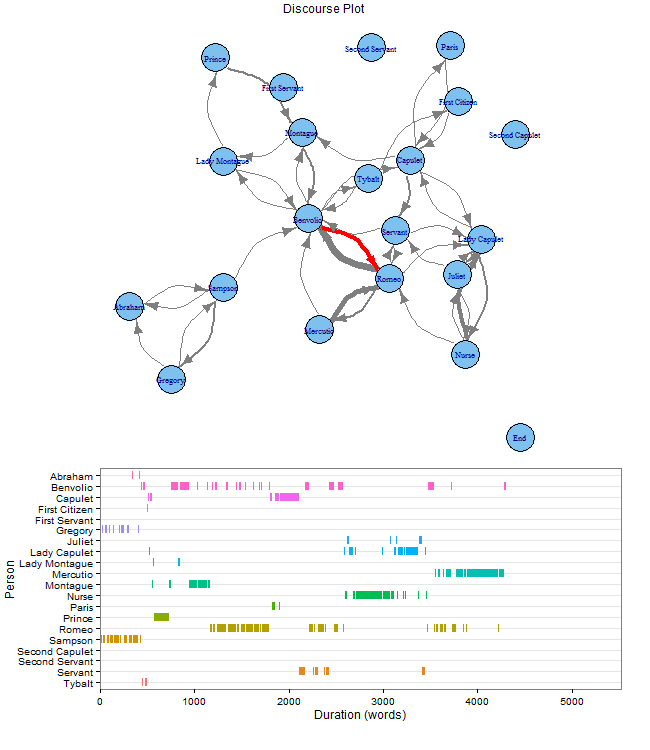 Discourse Plot
Second Servant
Paris
Prince
First Servant
First Citizen
Montague
Second Capulet
Lady Montague
Capulet
Tybalt
Benvolio
Servant
Lady Capulet
Juliet
Romeo
Sampson
Abraham
Mercutio
Nurse
Gregory
End
Person
Abraham
Benvolio
Capulet
First Citizen
First Servant
Gregory
Juliet
Lady Capulet
Lady Montague
Mercutio
Montague
Nurse
Paris
Prince
Romeo
Sampson
Second Capulet
Second Servant
Servant
Tybalt
0 1000 2000 3000 4000 5000
Duration (words)